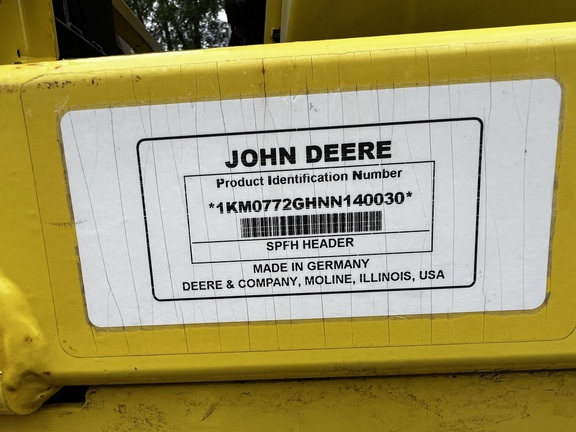 JOHN DEERE
Product Identification Number
*1KM0772GHNN140030*
SPFH HEADER
MADE IN GERMANY
DEERE & COMPANY, MOLINE, ILLINOIS, USA